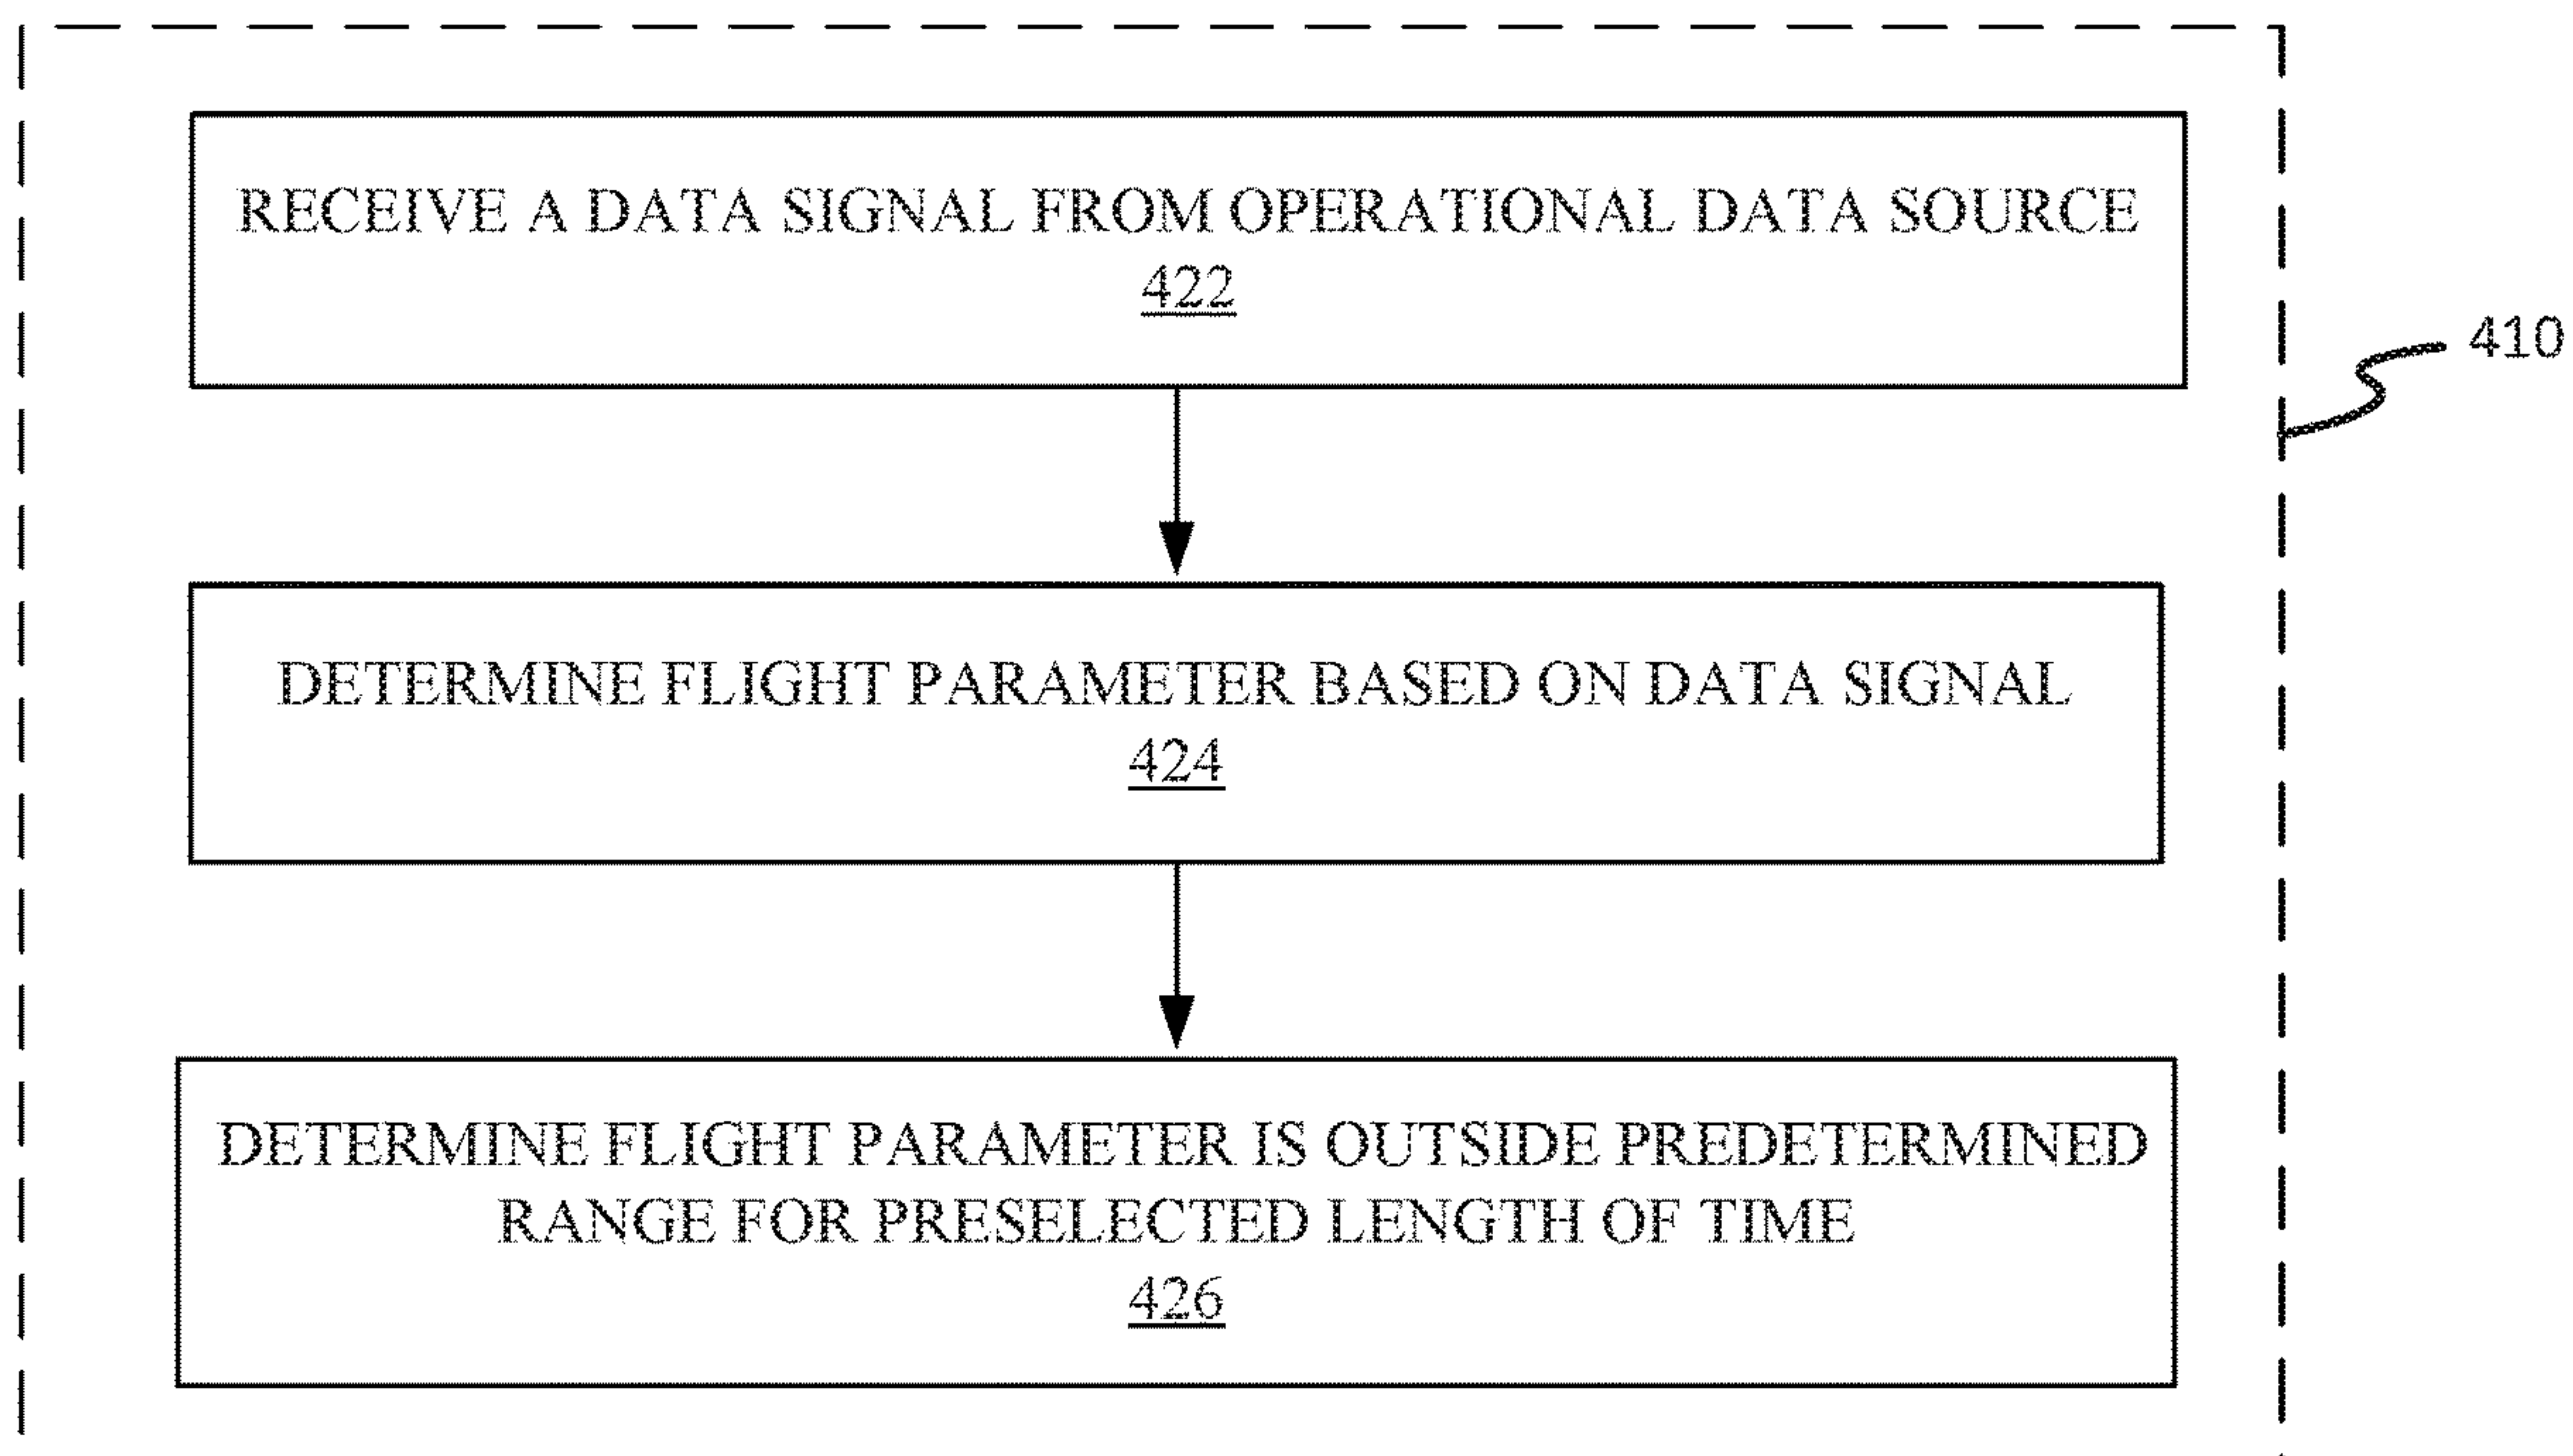 RECEIVE A DATA SIGNAL FROM OPERATIONAL DATA SOURCE
422
410
DETERMINE FLIGHT PARAMETER BASED ON DATA SIGNAL
424
DETERMINE FLIGHT PARAMETER IS OUTSIDE PREDETERMINED
RANGE FOR PRESELECTED LENGTH OF TIME
426